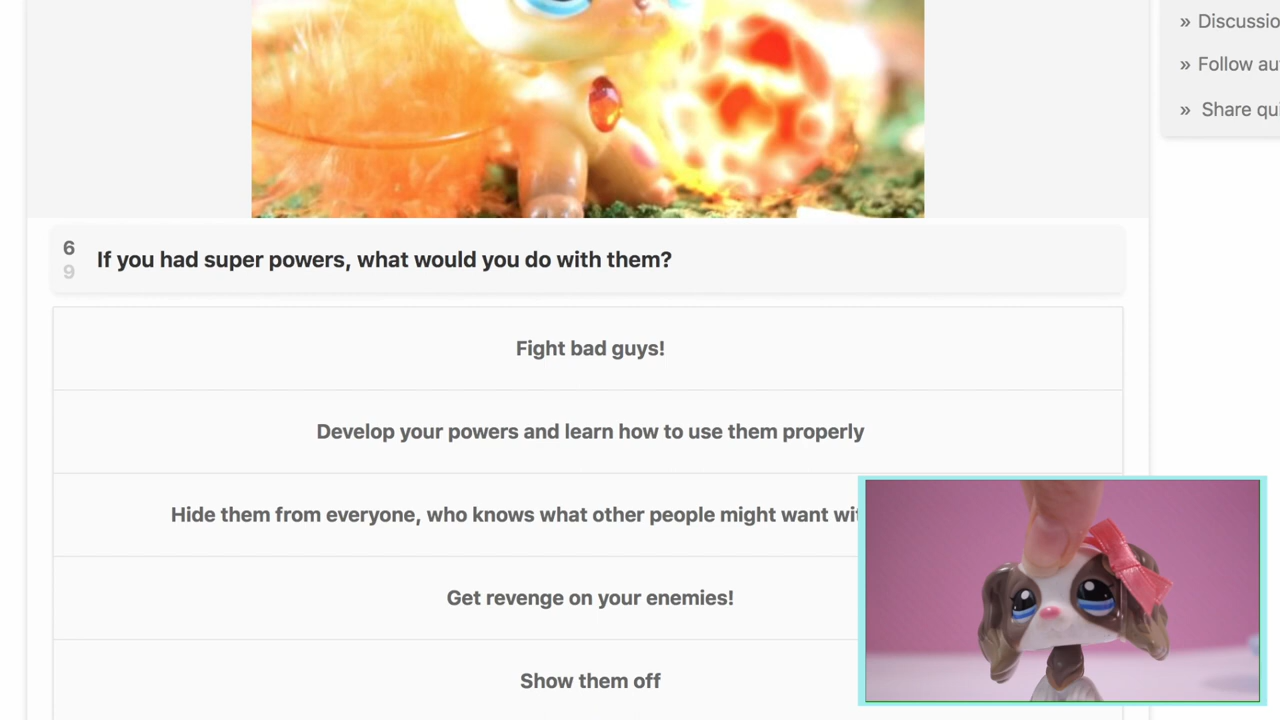 » Discussio
» Follow au
» Share qu
6
9
If you had super powers, what would you do with them?
Fight bad guys!
Develop your powers and learn how to use them properly
Hide them from everyone, who knows what other people might want wit
Get revenge on your enemies!
Show them off